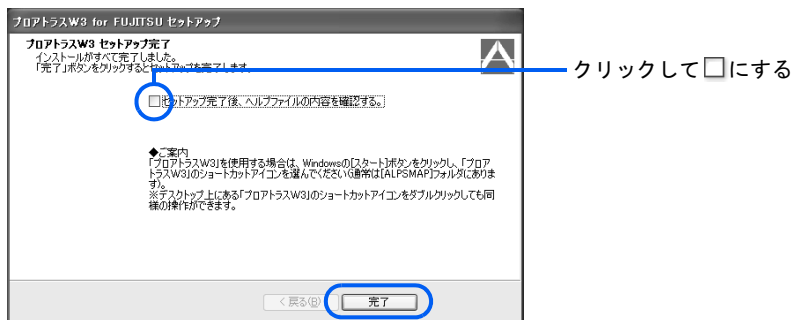 プロアトラスW3 for FUJITSU セットアップ
プロアトラスW3 セットアップ完了
インストールがすべて完了しました。
「完了」ボタンをクリックするとセットアップを完了します。
クリックして□にする
セットアップ完了後、ヘルプファイルの内容を確認する。
◆ご案内
「プロアトラスW3」を使用する場合は、Windowsの[スタート]ボタンをクリックし、「プロア
トラスW3」のショートカットアイコンを選んでください(通常は[ALPSMAP]フォルダにありま
す)。
※デスクトップ上にある「プロアトラスW3」のショートカットアイコンをダブルクリックしても同
様の操作ができます。
< 戻る(B)
完了